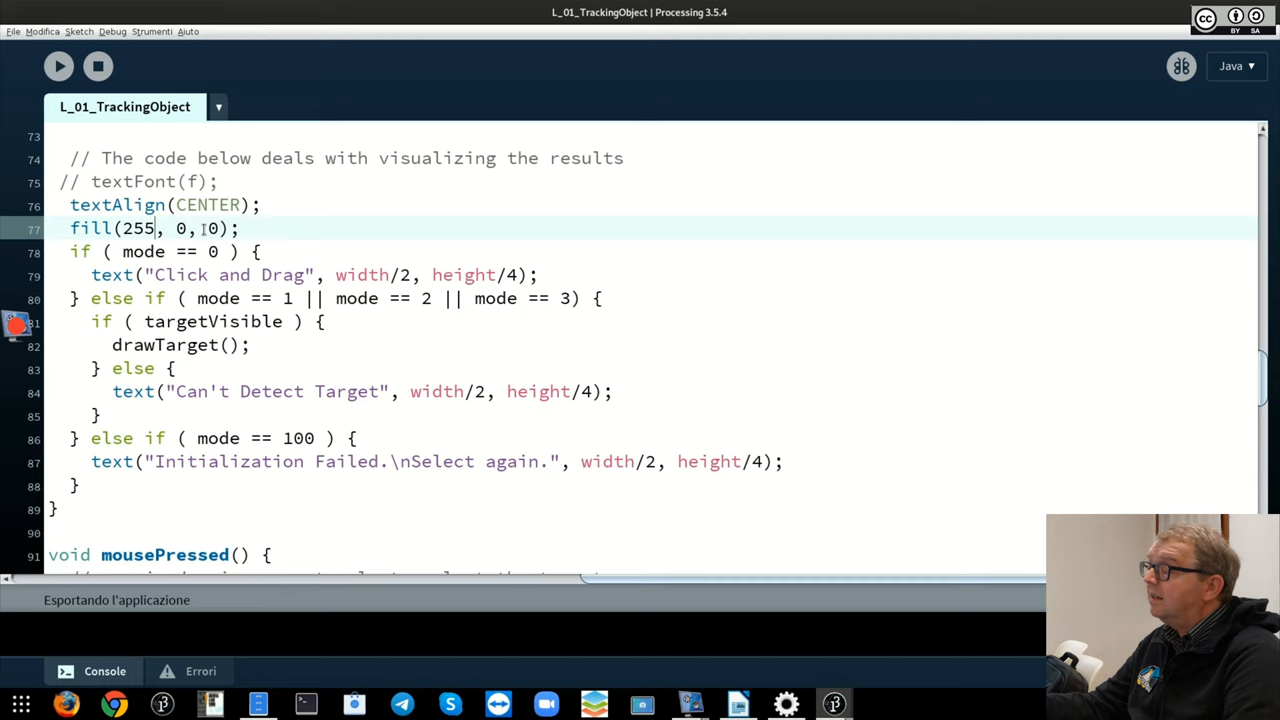 L_01_TrackingObject | Processing 3.5.4
cc
BY SA
File Modifica Sketch Debug Strumenti Aiuto
Java ▼
L_01_TrackingObject ▼
73
74 // The code below deals with visualizing the results
75 // textFont(f);
76 textAlign(CENTER);
77 fill(255, 0, 0);
78 if ( mode == 0 ) {
79 text("Click and Drag", width/2, height/4);
80 } else if ( mode == 1 || mode == 2 || mode == 3) {
81 if ( targetVisible ) {
82 drawTarget();
83 } else {
84 text("Can't Detect Target", width/2, height/4);
85 }
86 } else if ( mode == 100 ) {
87 text("Initialization Failed.\nSelect again.", width/2, height/4);
88 }
89 }
90
91 void mousePressed() {
Esportando l'applicazione
Console Errori